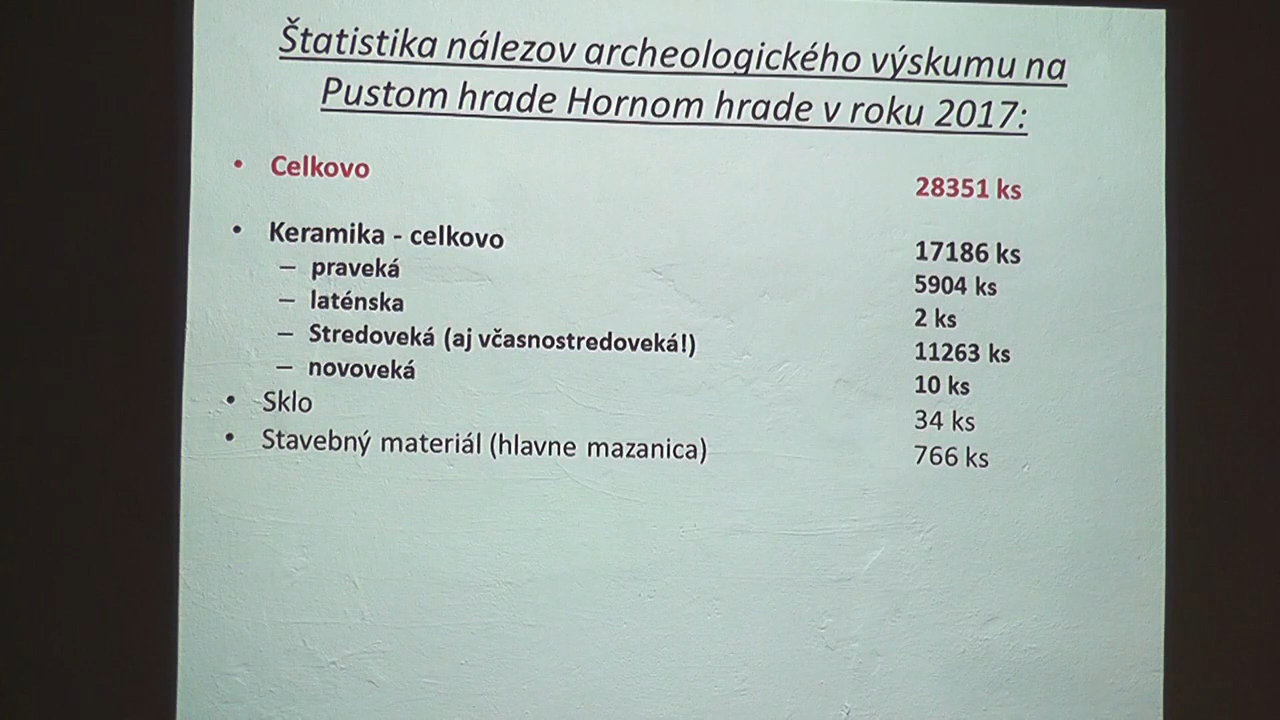 Štatistika nálezov archeologického výskumu na
Pustom hrade Hornom hrade v roku 2017:
• Celkovo 28351 ks
• Keramika - celkovo 17186 ks
– praveká 5904 ks
– laténska 2 ks
– Stredoveká (aj včasnostredoveká!) 11263 ks
– novoveká 10 ks
• Sklo 34 ks
• Stavebný materiál (hlavne mazanica) 766 ks